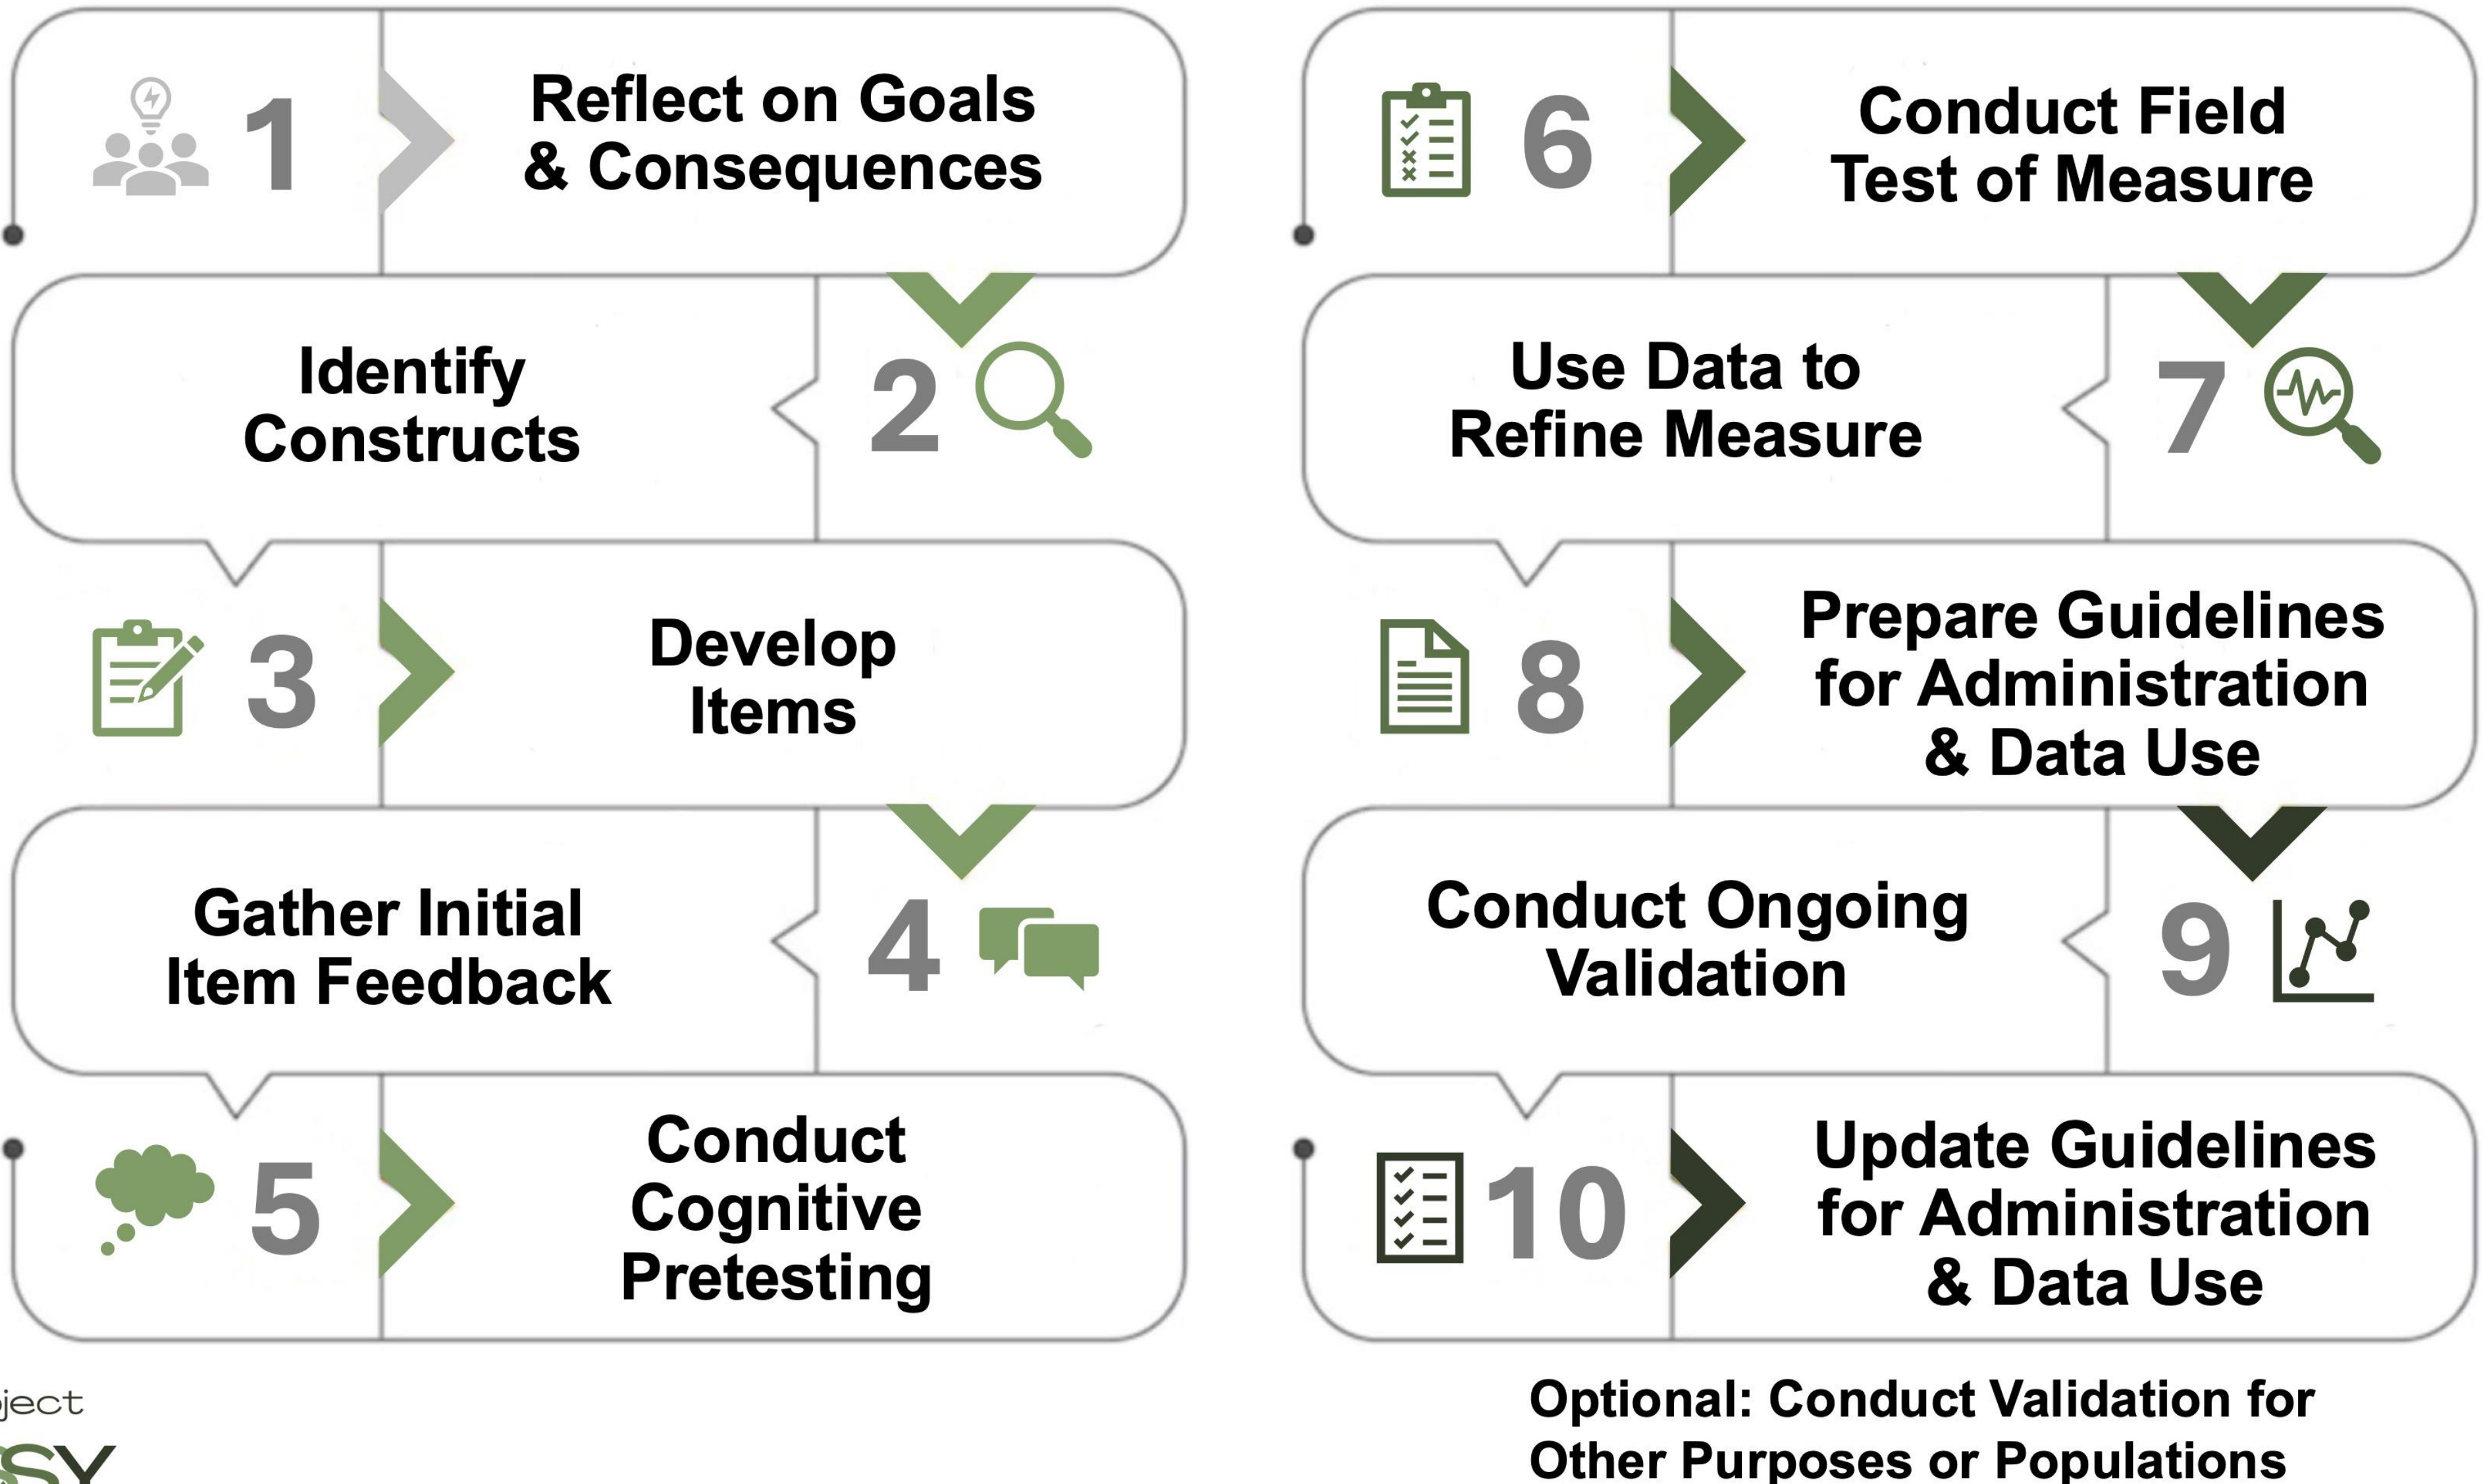 1
Reflect on Goals
& Consequences
Identify
Constructs
2
3
Develop
Items
Gather Initial
Item Feedback
4
5
Conduct
Cognitive
Pretesting
6
Conduct Field
Test of Measure
Use Data to
Refine Measure
7
8
Prepare Guidelines
for Administration
& Data Use
Conduct Ongoing
Validation
9
10
Update Guidelines
for Administration
& Data Use
Optional: Conduct Validation for
Other Purposes or Populations